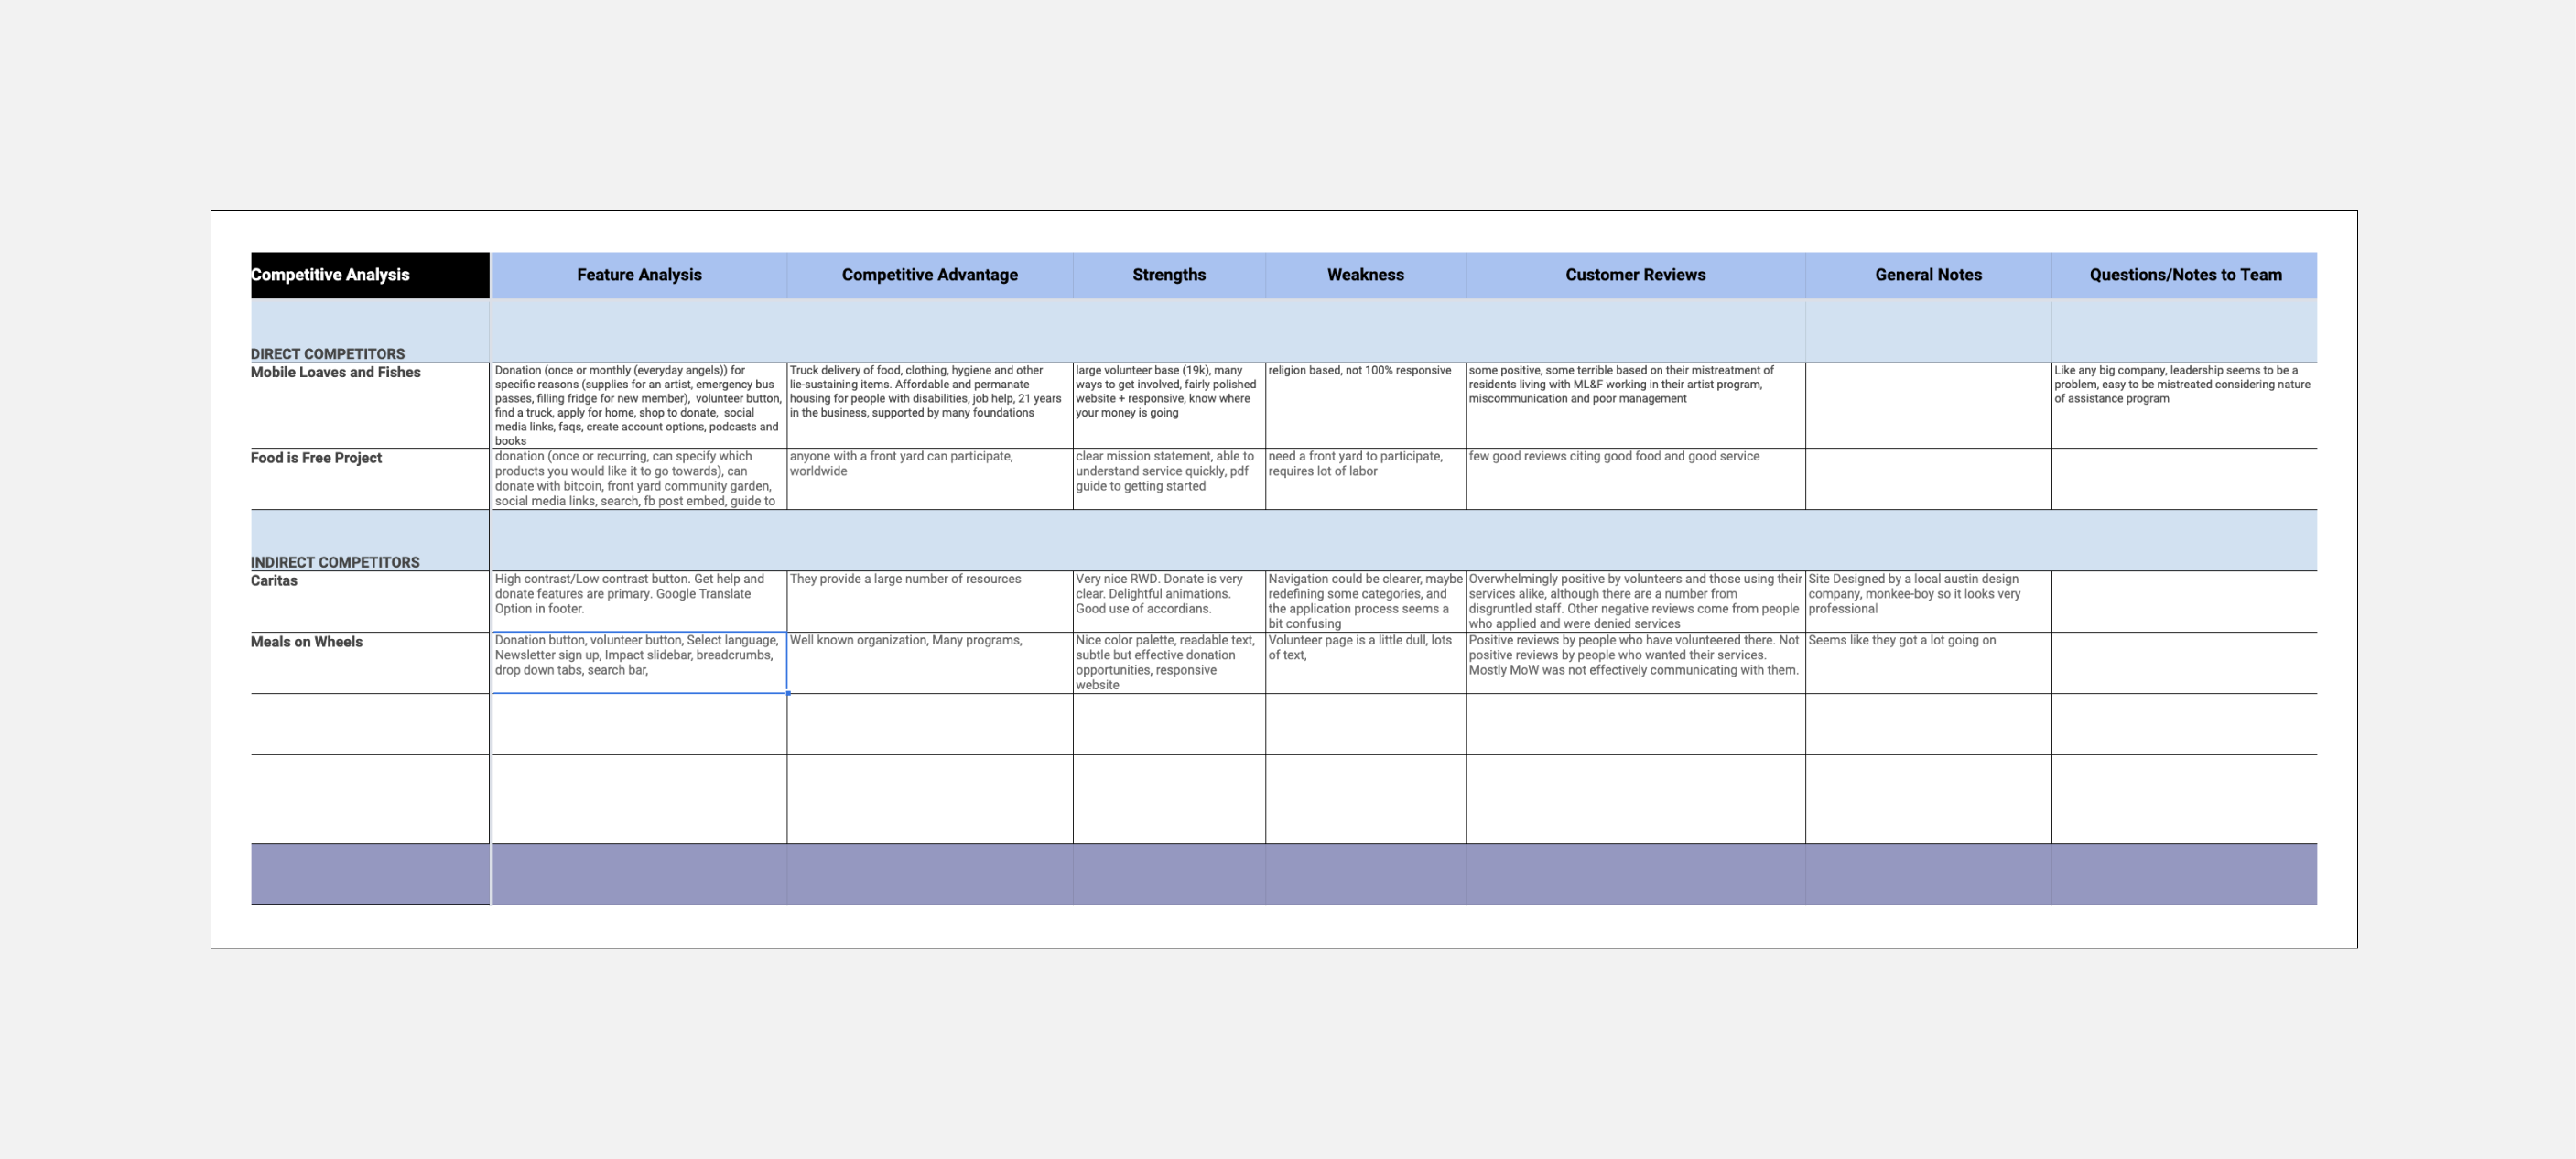 Competitive Analysis
Feature Analysis
Competitive Advantage
Strengths
Weakness
Customer Reviews
General Notes
Questions/Notes to Team
DIRECT COMPETITORS
Mobile Loaves and Fishes
Donation (once or monthly (everyday angels)) for
specific reasons (supplies for an artist, emergency bus
passes, filling fridge for new member),  volunteer button,
find a truck, apply for home, shop to donate,  social
media links, faqs, create account options, podcasts and
books
Truck delivery of food, clothing, hygiene and other
lie-sustaining items. Affordable and permanate
housing for people with disabilities, job help, 21 years
in the business, supported by many foundations
large volunteer base (19k), many
ways to get involved, fairly polished
website + responsive, know where
your money is going
religion based, not 100% responsive
some positive, some terrible based on their mistreatment of
residents living with ML&F working in their artist program,
miscommunication and poor management
Like any big company, leadership seems to be a
problem, easy to be mistreated considering nature
of assistance program
Food is Free Project
donation (once or recurring, can specify which
products you would like it to go towards), can
donate with bitcoin, front yard community garden,
social media links, search, fb post embed, guide to
anyone with a front yard can participate,
worldwide
clear mission statement, able to
understand service quickly, pdf
guide to getting started
need a front yard to participate,
requires lot of labor
few good reviews citing good food and good service
INDIRECT COMPETITORS
Caritas
High contrast/Low contrast button. Get help and
donate features are primary. Google Translate
Option in footer.
They provide a large number of resources
Very nice RWD. Donate is very
clear. Delightful animations.
Good use of accordians.
Navigation could be clearer, maybe
redefining some categories, and
the application process seems a
bit confusing
Overwhelmingly positive by volunteers and those using their
services alike, although there are a number from
disgruntled staff. Other negative reviews come from people
who applied and were denied services
Site Designed by a local austin design
company, monkee-boy so it looks very
professional
Meals on Wheels
Donation button, volunteer button, Select language,
Newsletter sign up, Impact slidebar, breadcrumbs,
drop down tabs, search bar,
Well known organization, Many programs,
Nice color palette, readable text,
subtle but effective donation
opportunities, responsive
website
Volunteer page is a little dull, lots
of text,
Positive reviews by people who have volunteered there. Not
positive reviews by people who wanted their services.
Mostly MoW was not effectively communicating with them.
Seems like they got a lot going on